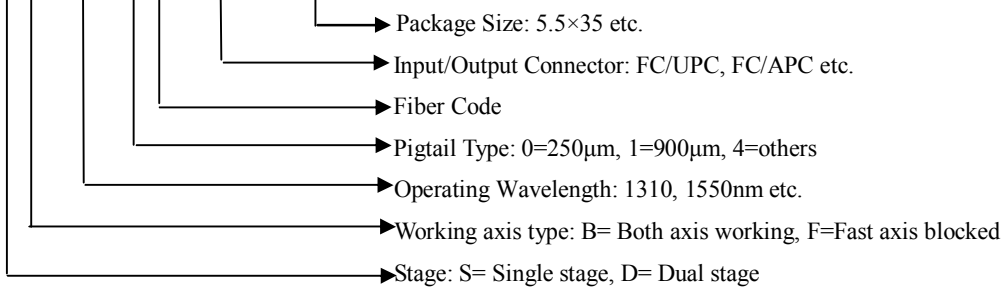 Package Size: 5.5×35 etc.
Input/Output Connector: FC/UPC, FC/APC etc.
Fiber Code
Pigtail Type: 0=250μm, 1=900μm, 4=others
Operating Wavelength: 1310, 1550nm etc.
Working axis type: B= Both axis working, F=Fast axis blocked
Stage: S= Single stage, D= Dual stage